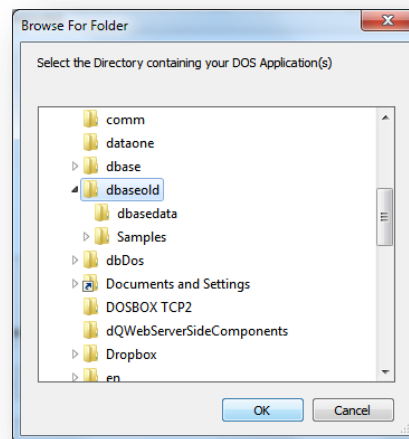 Browse For Folder
Select the Directory containing your DOS Application(s)
comm
dataone
dbase
dbaseold
dbasedata
Samples
dbDos
Documents and Settings
DOSBOX TCP2
dQWebServerSideComponents
Dropbox
en
OK Cancel